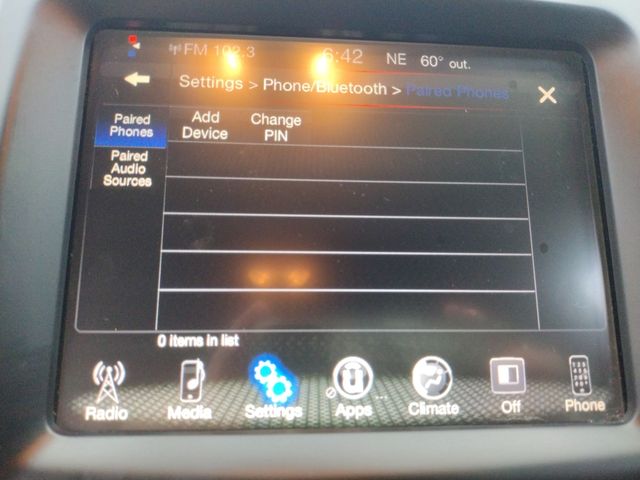 FM 102.3 6:42 NE 60° out.
Settings > Phone/Bluetooth > Paired Phones
Paired
Phones
Add
Device
Change
PIN
Paired
Audio
Sources
0 items in list
Radio Media Settings Apps Climate Off Phone